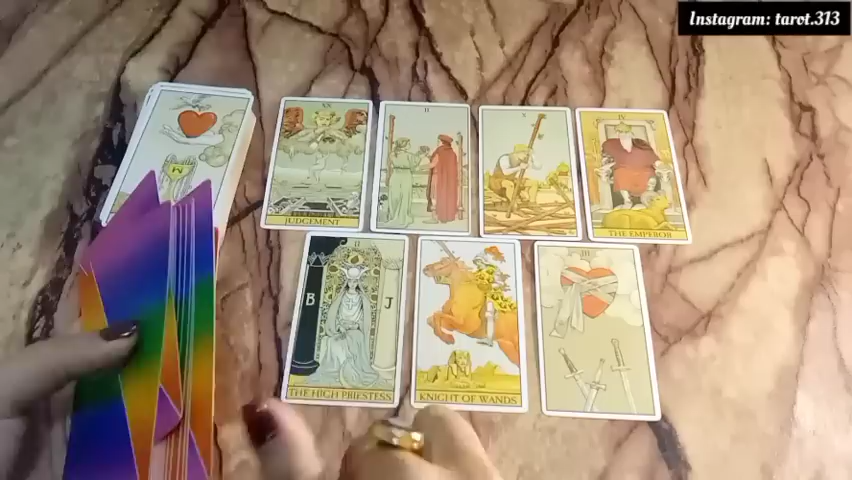 Instagram: tarot.313
XX
JUDGEMENT
II
X
IV
THE EMPEROR
II
B
J
THE HIGH PRIESTESS
KNIGHT OF WANDS
III